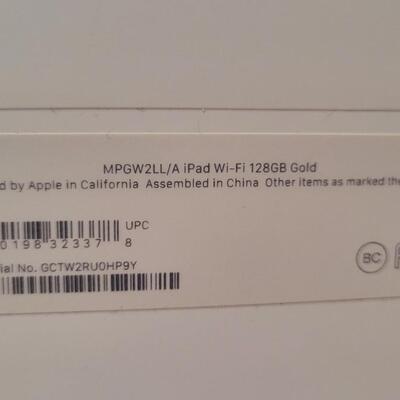 MPGW2LL/A iPad Wi-Fi 128GB Gold
d by Apple in California Assembled in China Other items as marked the
UPC
0198 32337 8
ial No. GCTW2RU0HP9Y
BC